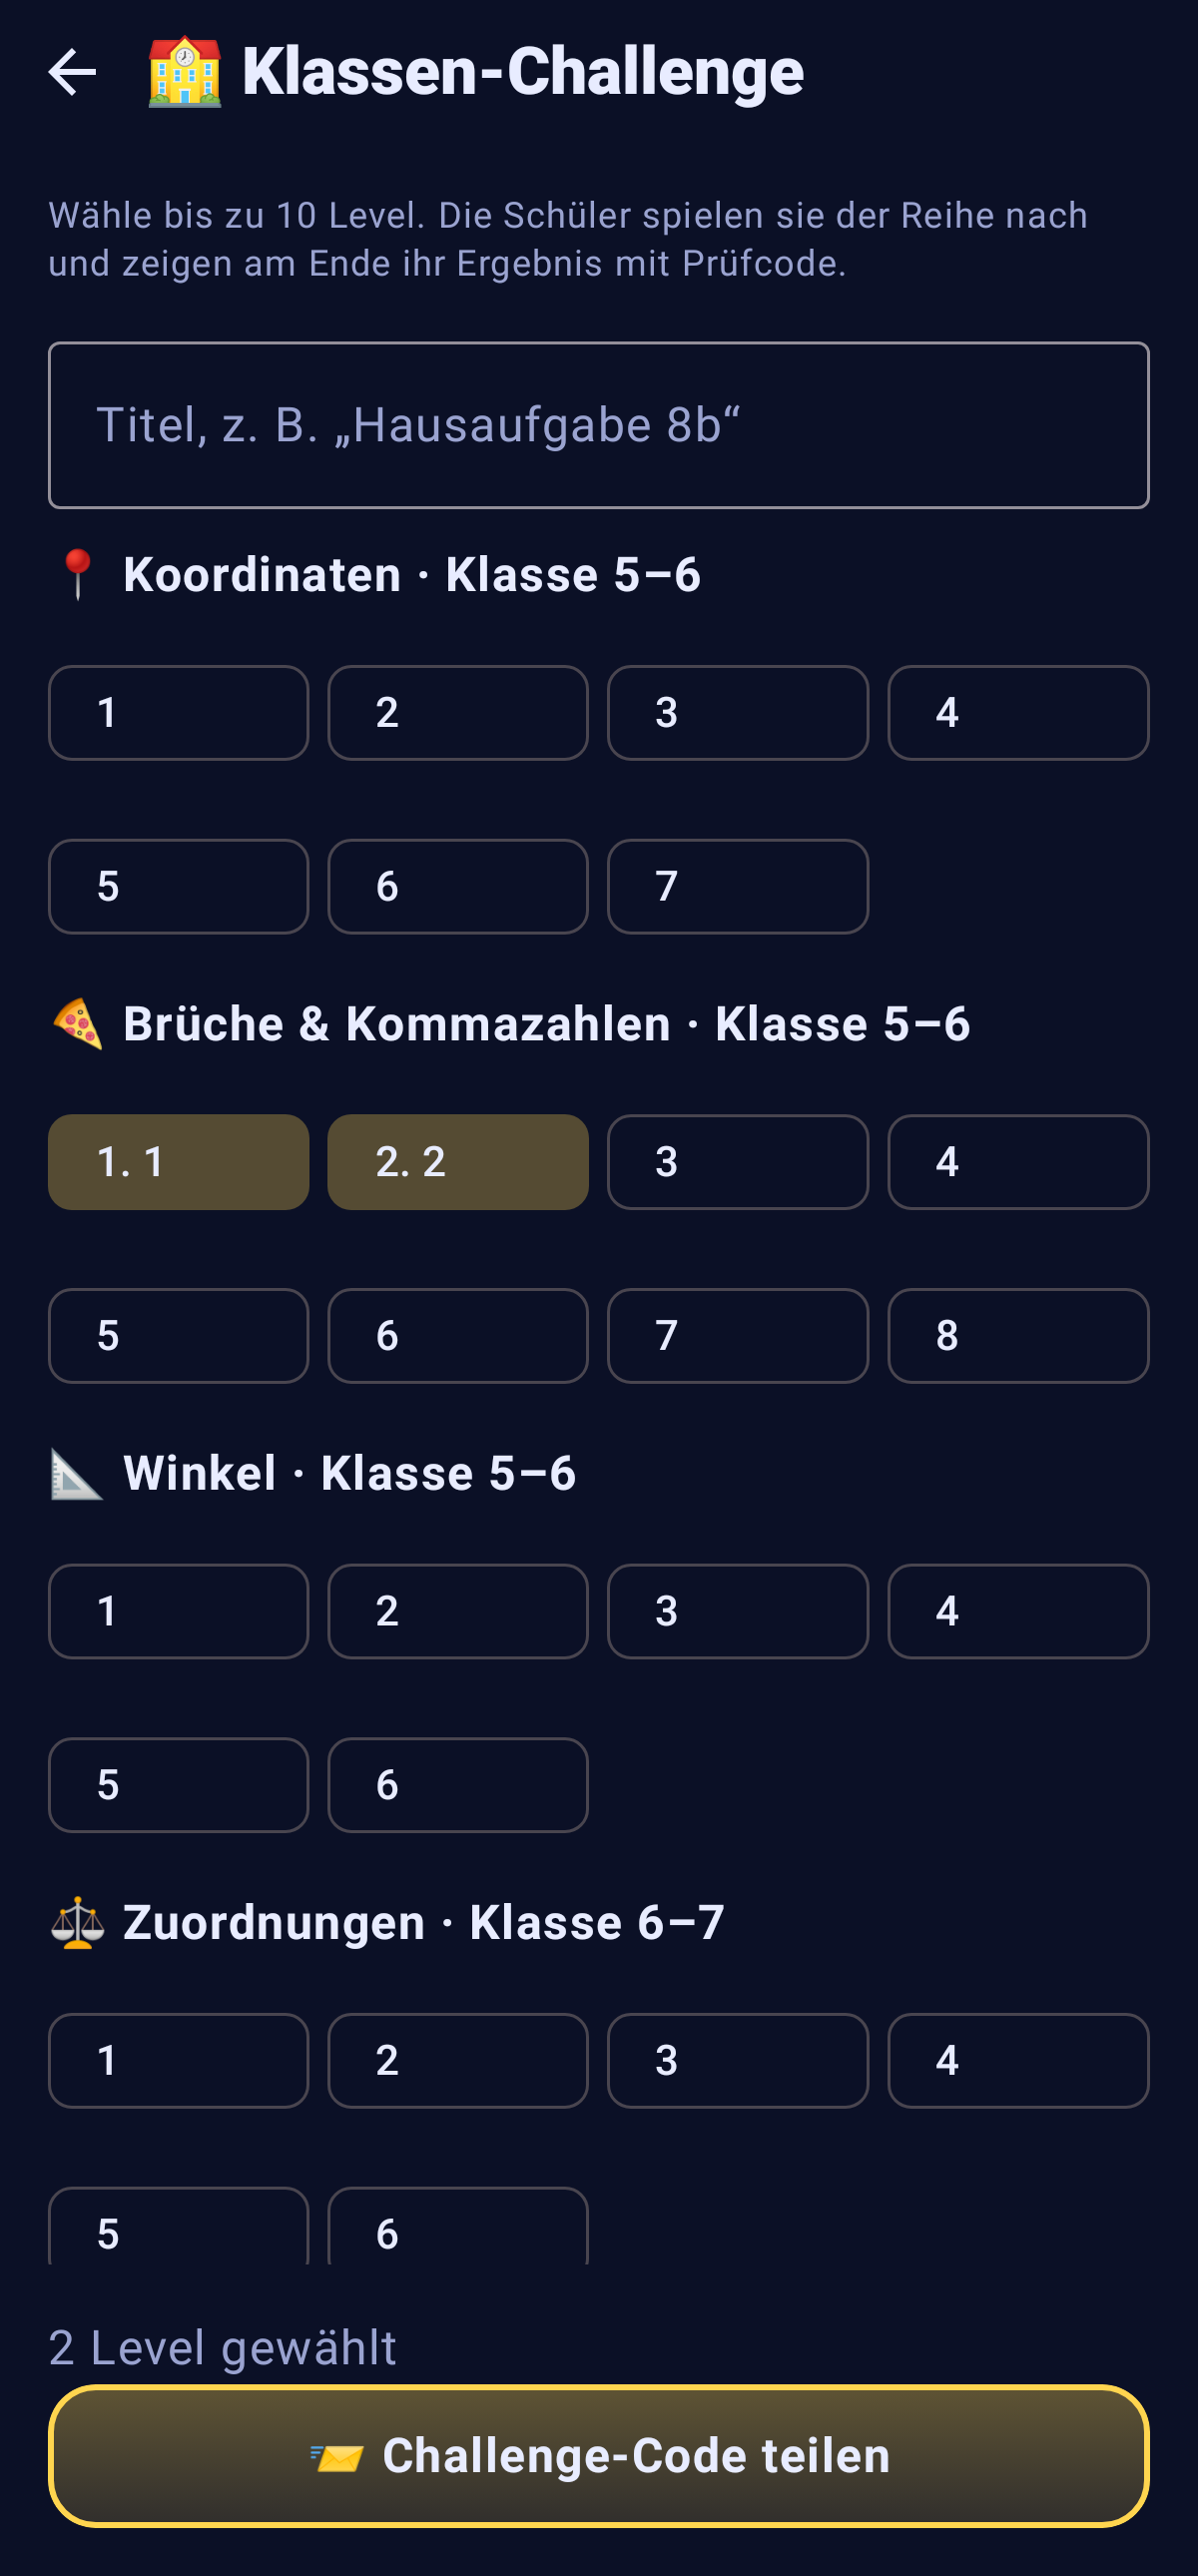 Klassen-Challenge
Wähle bis zu 10 Level. Die Schüler spielen sie der Reihe nach
und zeigen am Ende ihr Ergebnis mit Prüfcode.
Titel, z. B. „Hausaufgabe 8b“
Koordinaten · Klasse 5–6
1 2 3 4
5 6 7
Brüche & Kommazahlen · Klasse 5–6
1. 1 2. 2 3 4
5 6 7 8
Winkel · Klasse 5–6
1 2 3 4
5 6
Zuordnungen · Klasse 6–7
1 2 3 4
5 6
2 Level gewählt
Challenge-Code teilen